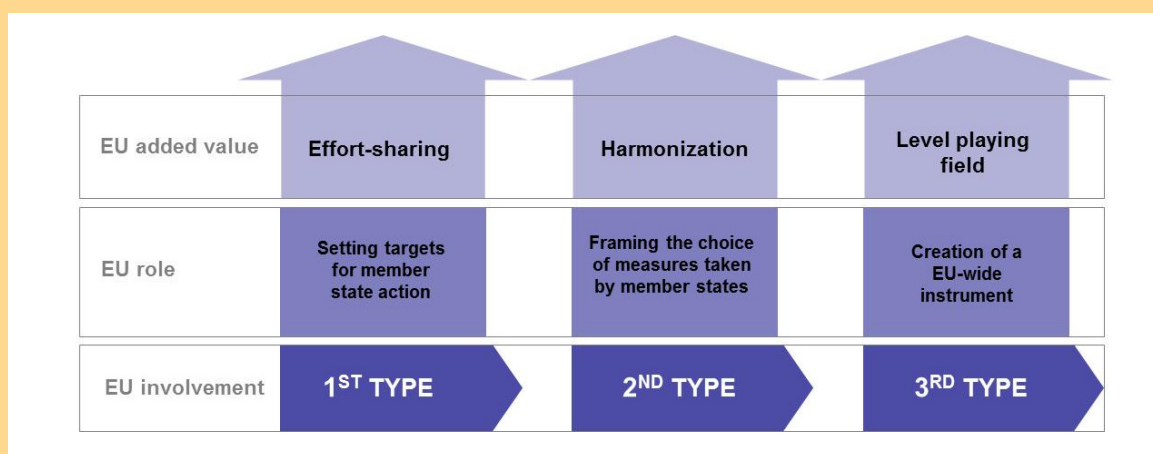 EU added value
Effort-sharing
Harmonization
Level playing
field
EU role
Setting targets
for member
state action
Framing the choice
of measures taken
by member states
Creation of a
EU-wide
instrument
EU involvement
1ST TYPE
2ND TYPE
3RD TYPE